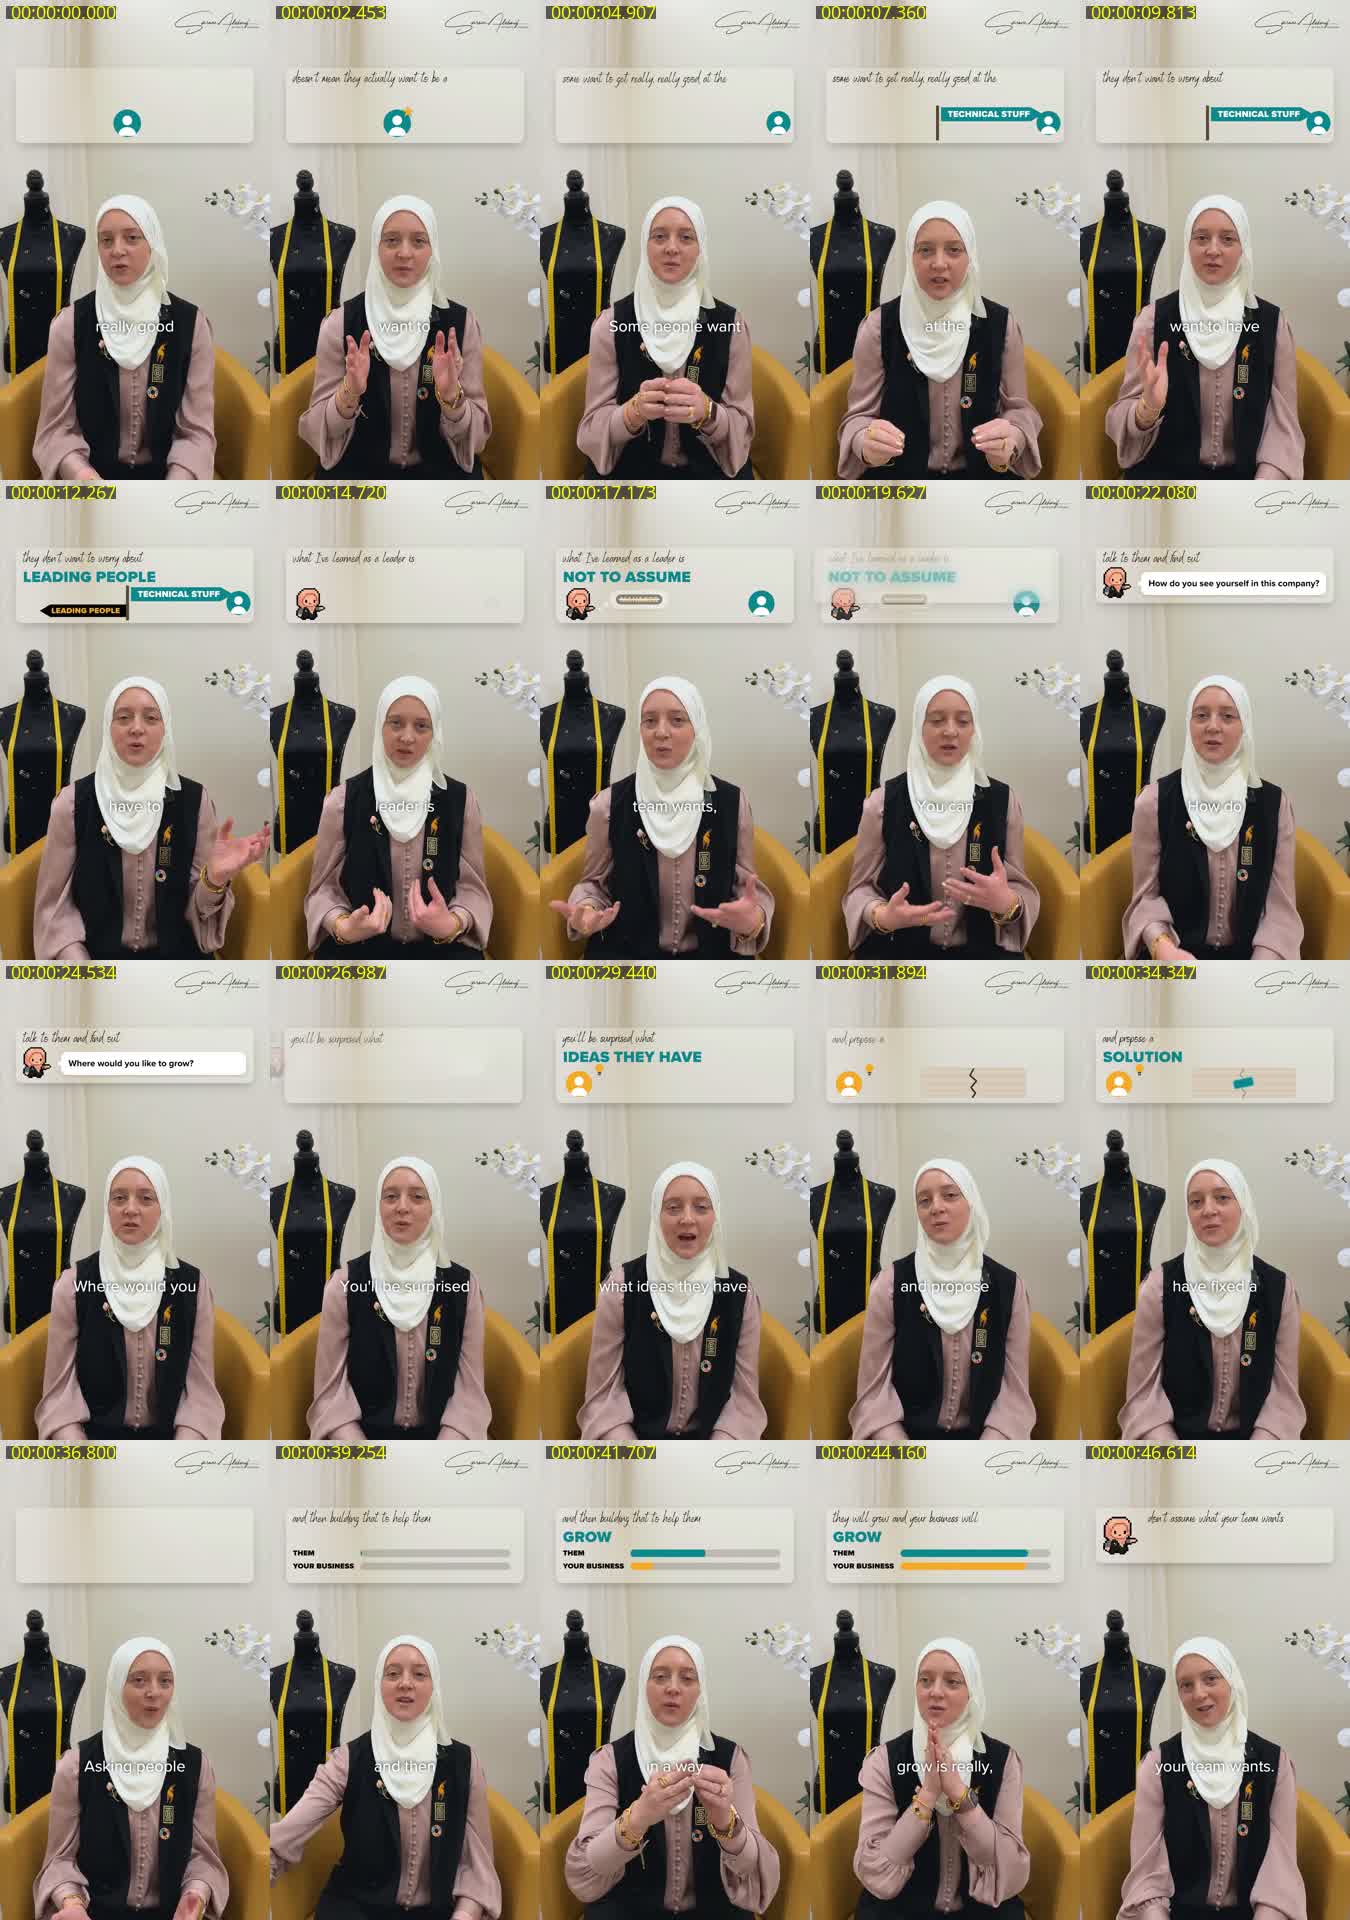 00:00:00.000
really good
00:00:02.453
doesn't mean they actually want to be a
want to
00:00:04.907
some want to get really, really good at the
Some people want
00:00:07.360
some want to get really, really good at the
TECHNICAL STUFF
at the
00:00:09.813
they don't want to worry about
TECHNICAL STUFF
want to have
00:00:12.267
they don't want to worry about
LEADING PEOPLE
TECHNICAL STUFF
LEADING PEOPLE
have to
00:00:14.720
what I've learned as a leader is
leader is
00:00:17.173
what I've learned as a leader is
NOT TO ASSUME
team wants,
00:00:19.627
what I've learned as a leader is
NOT TO ASSUME
You can
00:00:22.080
talk to them and find out
How do you see yourself in this company?
How do
00:00:24.534
talk to them and find out
Where would you like to grow?
Where would you
00:00:26.987
you'll be surprised what
You'll be surprised
00:00:29.440
you'll be surprised what
IDEAS THEY HAVE
what ideas they have.
00:00:31.894
and propose a
and propose
00:00:34.347
and propose a
SOLUTION
have fixed a
00:00:36.800
Asking people
00:00:39.254
and then building that to help them
THEM
YOUR BUSINESS
and then
00:00:41.707
and then building that to help them
GROW
THEM
YOUR BUSINESS
in a way
00:00:44.160
they will grow and your business will
GROW
THEM
YOUR BUSINESS
grow is really,
00:00:46.614
don't assume what your team wants
your team wants.